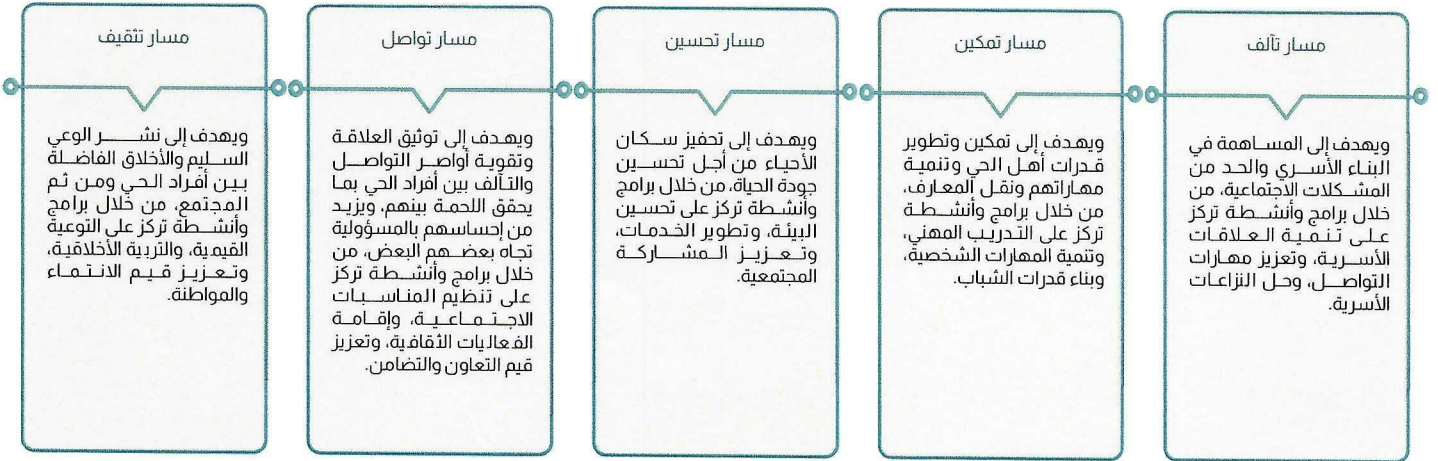 مسار تآلف
ويهدف إلى المساهمة في
البناء الأسري والحد من
المشكلات الاجتماعية، من
خلال برامج وأنشطة تركز
على تنمية العلاقات
الأسرية، وتعزيز مهارات
التواصل، وحل النزاعات
الأسرية.
مسار تمكين
ويهدف إلى تمكين وتطوير
قدرات أهل الحي وتنمية
مهاراتهم ونقل المعارف،
من خلال برامج وأنشطة
تركز على التدريب المهني،
وتنمية المهارات الشخصية،
وبناء قدرات الشباب.
مسار تحسين
ويهدف إلى تحفيز سكان
الأحياء من أجل تحسين
جودة الحياة، من خلال برامج
وأنشطة تركز على تحسين
البيئة، وتطوير الخدمات،
وتعزيز المشاركة
المجتمعية.
مسار تواصل
ويهدف إلى توثيق العلاقة
وتقوية أواصر التواصل
والتآلف بين أفراد الحي بما
يحقق اللحمة بينهم، ويزيد
من إحساسهم بالمسؤولية
تجاه بعضهم البعض، من
خلال برامج وأنشطة تركز
على تنظيم المناسبات
الاجتماعية، وإقامة
الفعاليات الثقافية، وتعزيز
قيم التعاون والتضامن.
مسار تثقيف
ويهدف إلى نشر الوعي
السليم والأخلاق الفاضلة
بين أفراد الحي ومن ثم
المجتمع، من خلال برامج
وأنشطة تركز على التوعية
القيمية، والتربية الأخلاقية،
وتعزيز قيم الانتماء
والمواطنة.